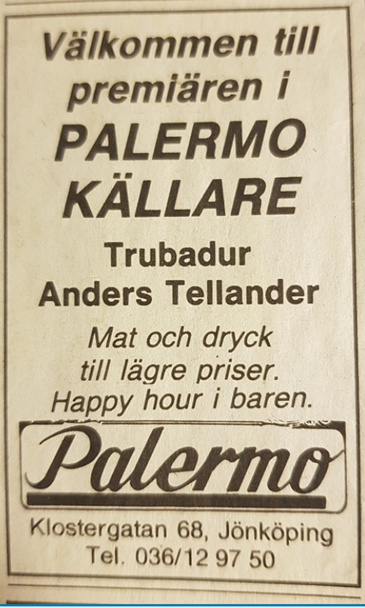 Välkommen till
premiären i
PALERMO
KÄLLARE
Trubadur
Anders Tellander
Mat och dryck
till lägre priser.
Happy hour i baren.
Palermo
Klostergatan 68, Jönköping
Tel. 036/12 97 50